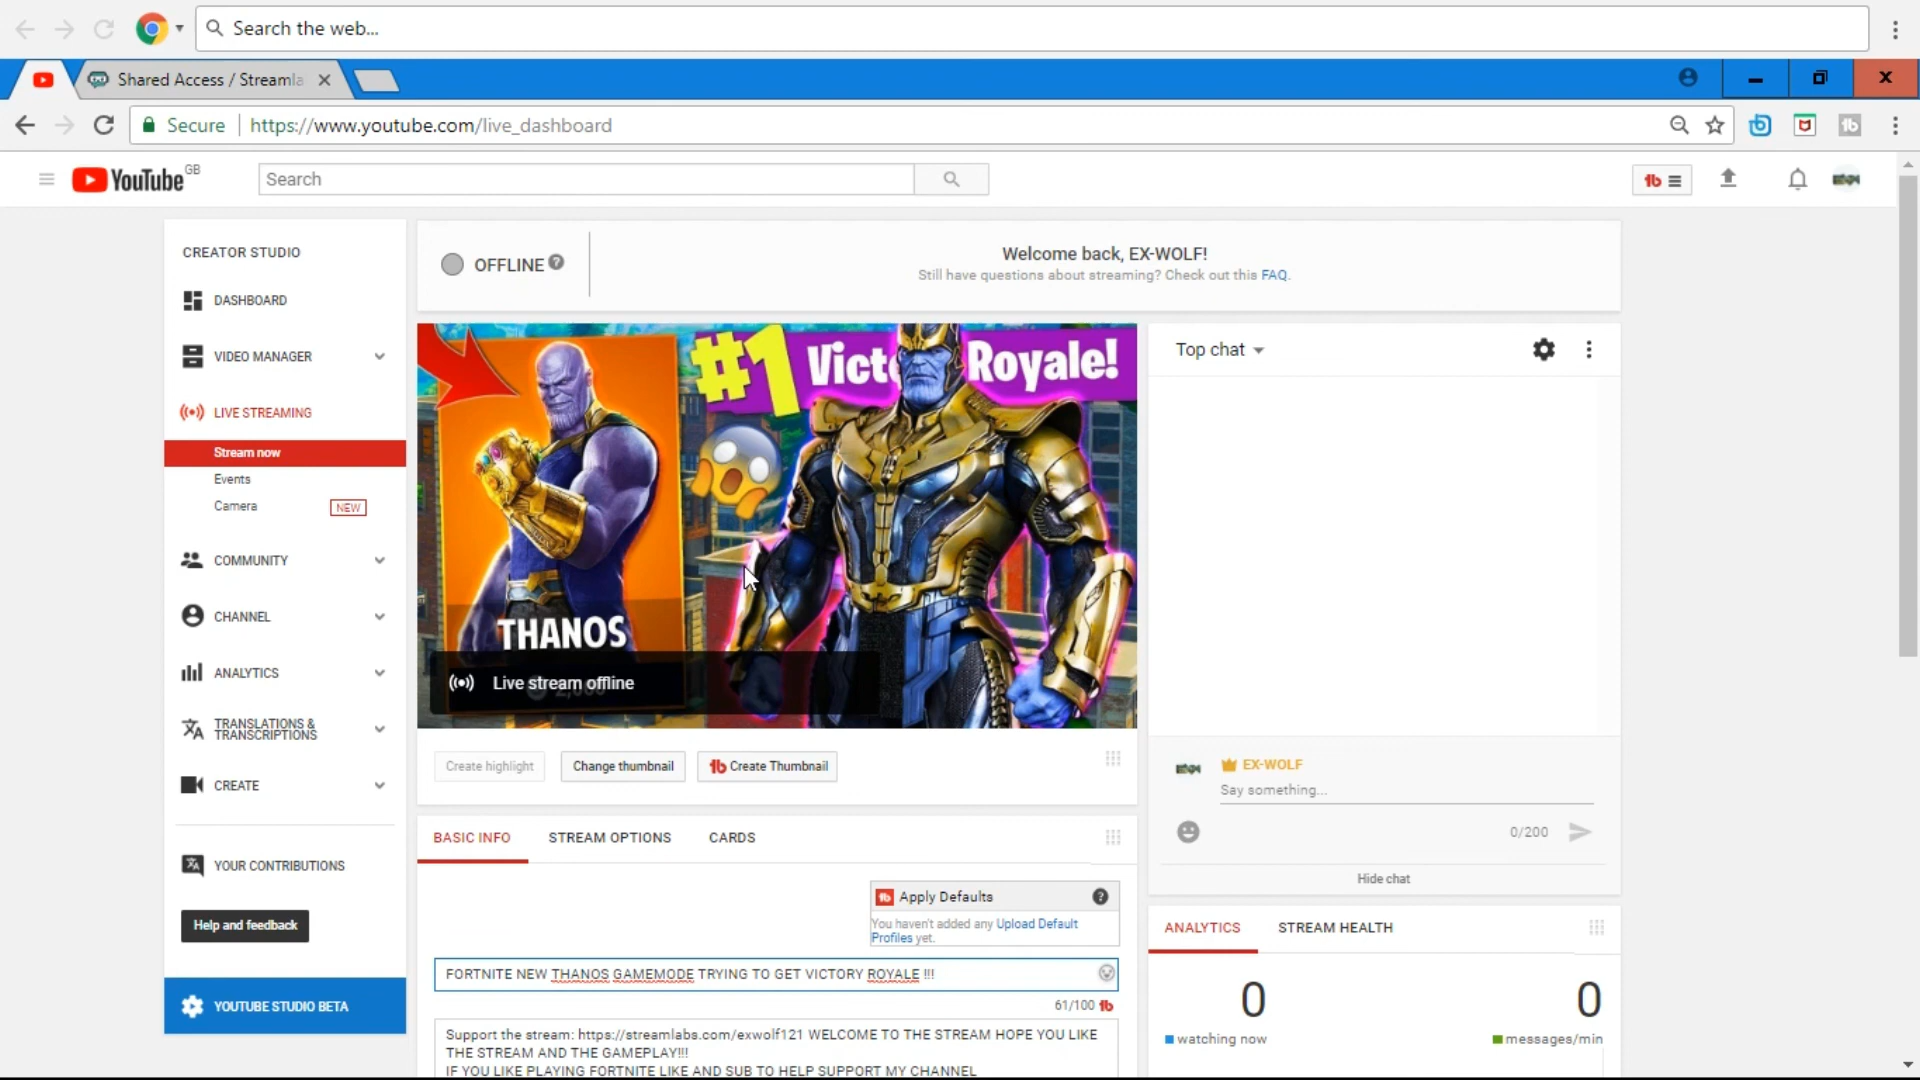 Search the web...
Shared Access / Streamla
Secure
https://www.youtube.com/live_dashboard
YouTube GB
Search
CREATOR STUDIO
DASHBOARD
VIDEO MANAGER
LIVE STREAMING
Stream now
Events
Camera
NEW
COMMUNITY
CHANNEL
ANALYTICS
TRANSLATIONS &
TRANSCRIPTIONS
CREATE
YOUR CONTRIBUTIONS
Help and feedback
YOUTUBE STUDIO BETA
OFFLINE
Welcome back, EX-WOLF!
Still have questions about streaming? Check out this FAQ.
#1 Victo Royale!
THANOS
Live stream offline
Create highlight
Change thumbnail
Create Thumbnail
BASIC INFO
STREAM OPTIONS
CARDS
Apply Defaults
You haven't added any Upload Default
Profiles yet.
FORTNITE NEW THANOS GAMEMODE TRYING TO GET VICTORY ROYALE !!!
61/100
Support the stream: https://streamlabs.com/exwolf121 WELCOME TO THE STREAM HOPE YOU LIKE
THE STREAM AND THE GAMEPLAY!!!
IF YOU LIKE PLAYING FORTNITE LIKE AND SUB TO HELP SUPPORT MY CHANNEL
Top chat
EX-WOLF
Say something...
0/200
Hide chat
ANALYTICS
STREAM HEALTH
0
0
watching now
messages/min